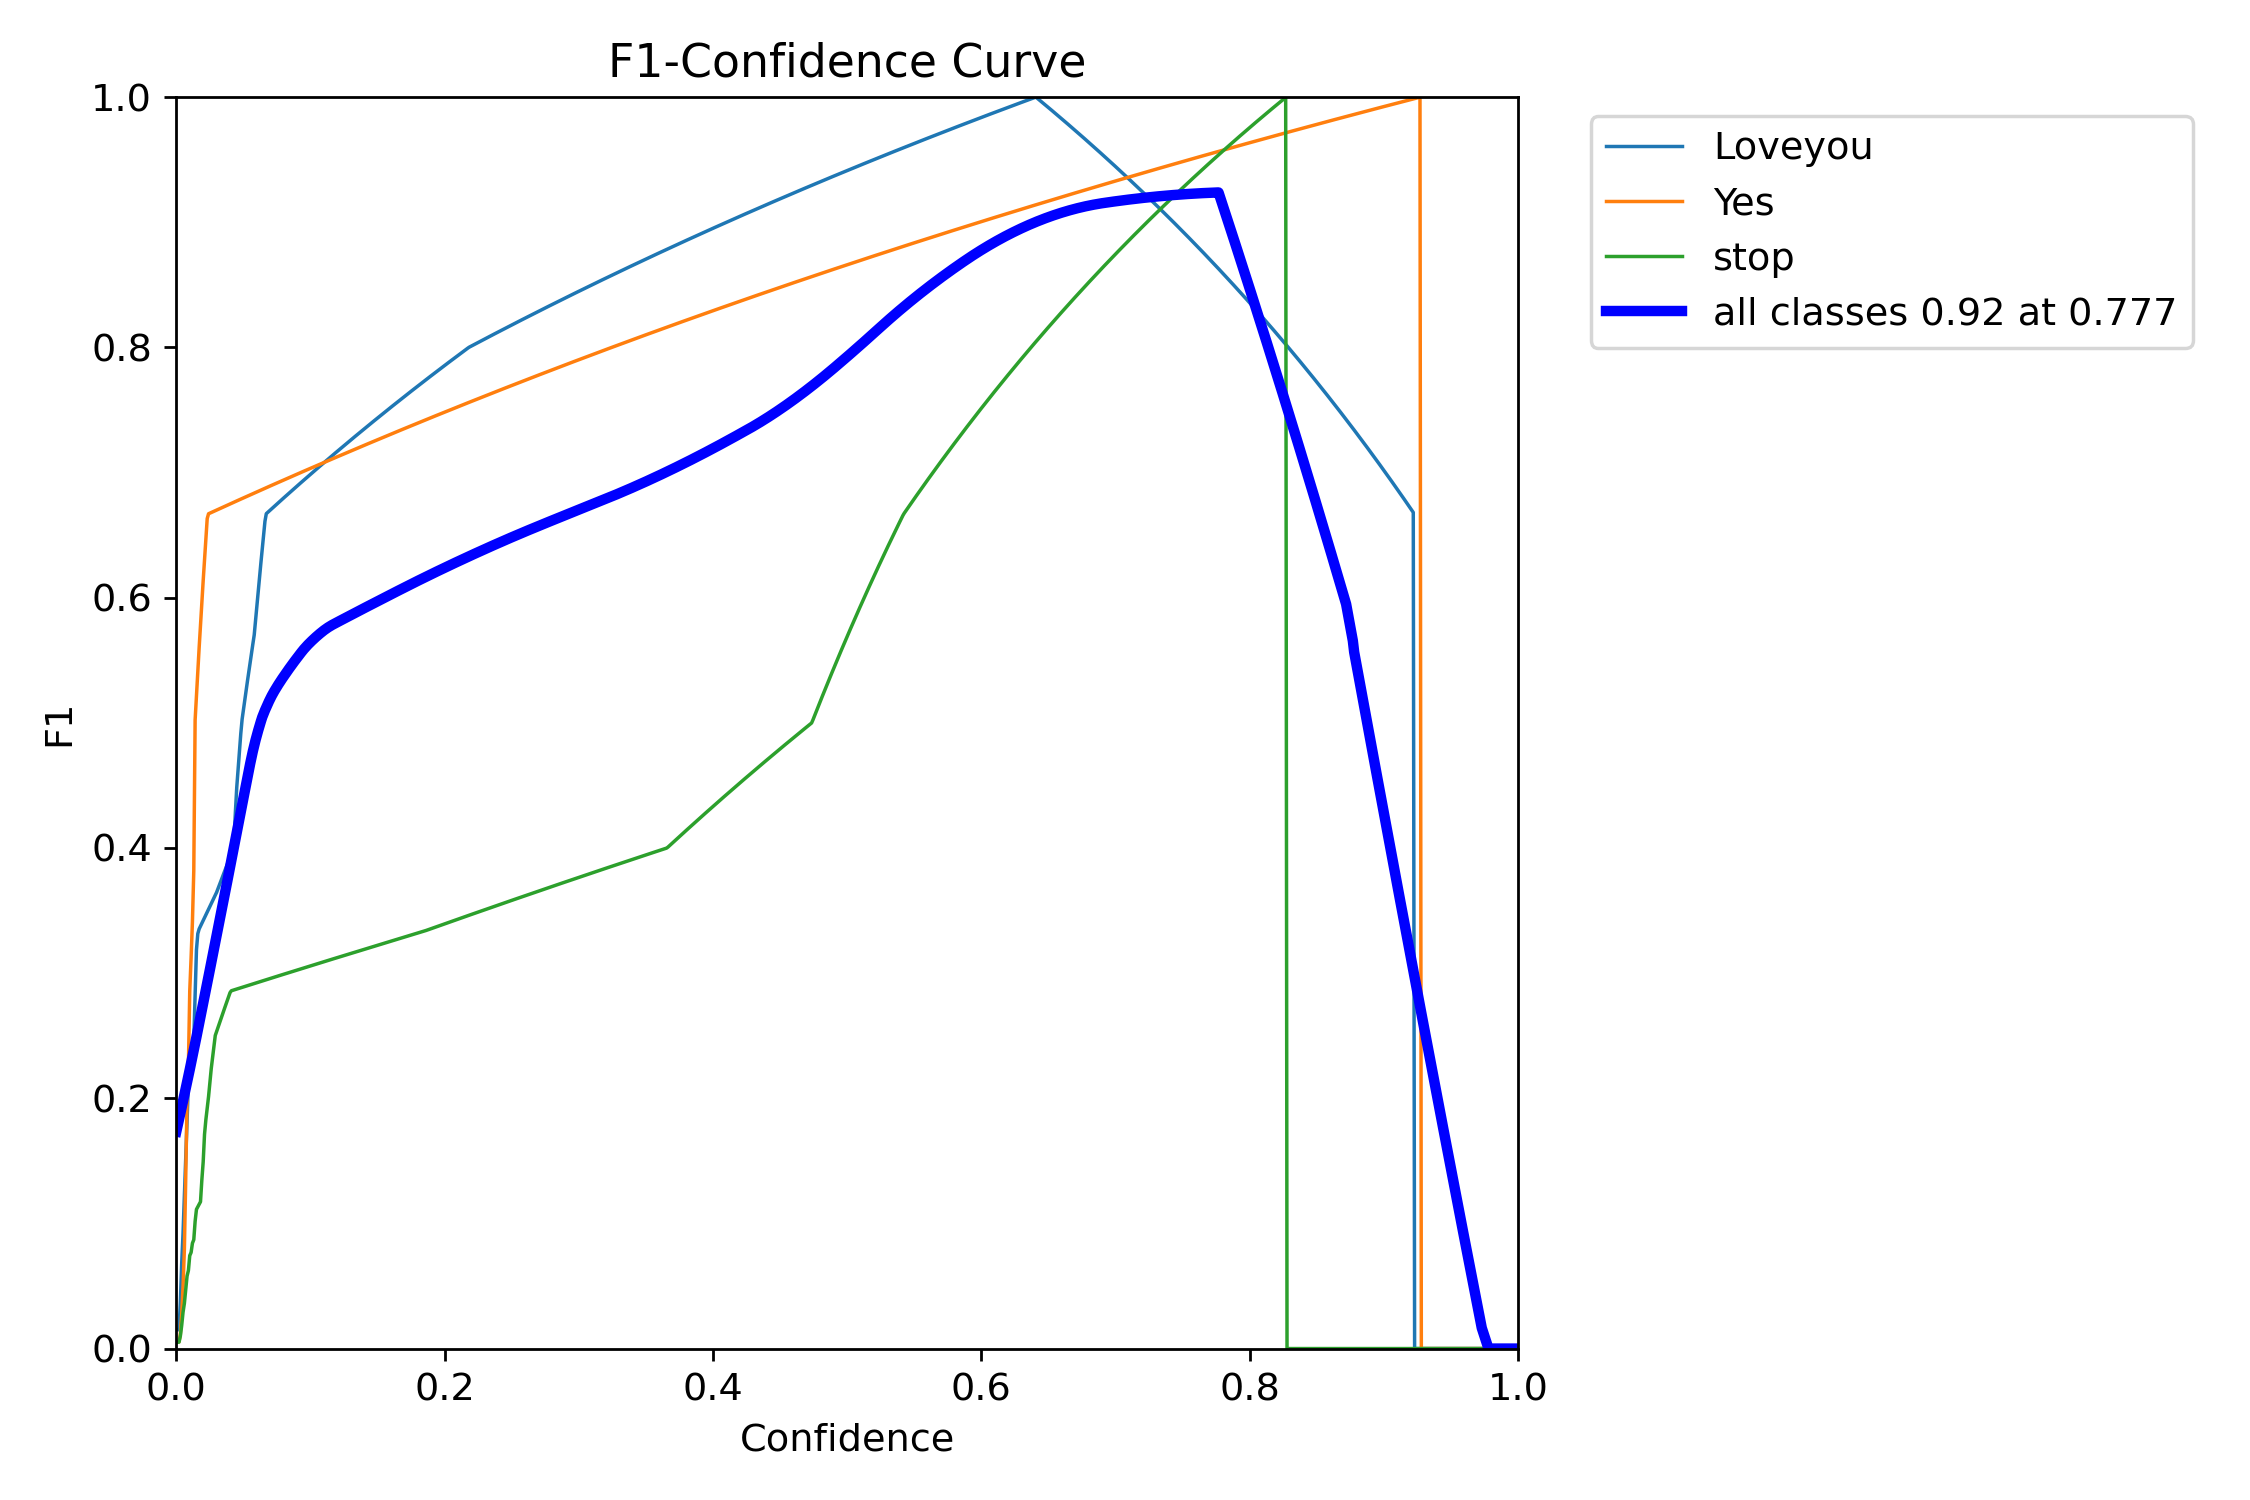 F1-Confidence Curve
1.0
0.8
0.6
0.4
0.2
0.0
F1
0.0 0.2 0.4 0.6 0.8 1.0
Confidence
Loveyou
Yes
stop
all classes 0.92 at 0.777